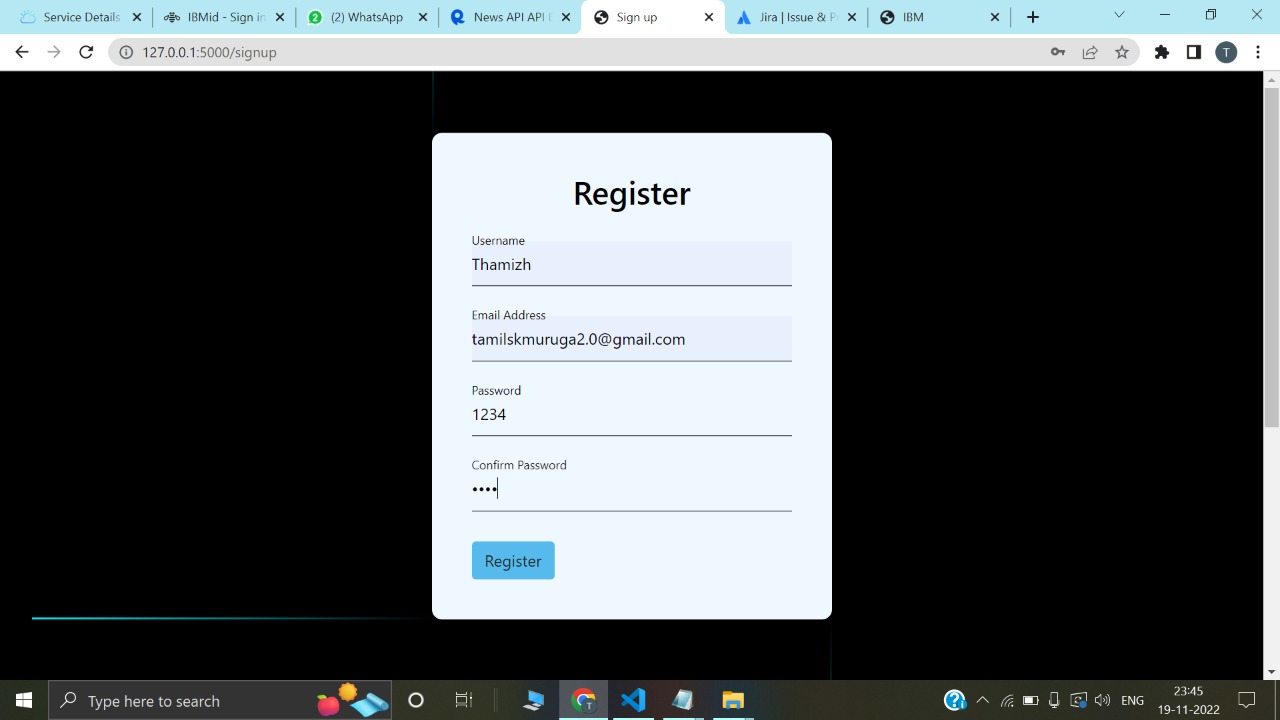 Service Details
IBMid - Sign in
(2) WhatsApp
News API API
Sign up
Jira | Issue & P
IBM
127.0.0.1:5000/signup
T
Register
Username
Thamizh
Email Address
tamilskmuruga2.0@gmail.com
Password
1234
Confirm Password
••••
Register
Type here to search
ENG
23:45
19-11-2022